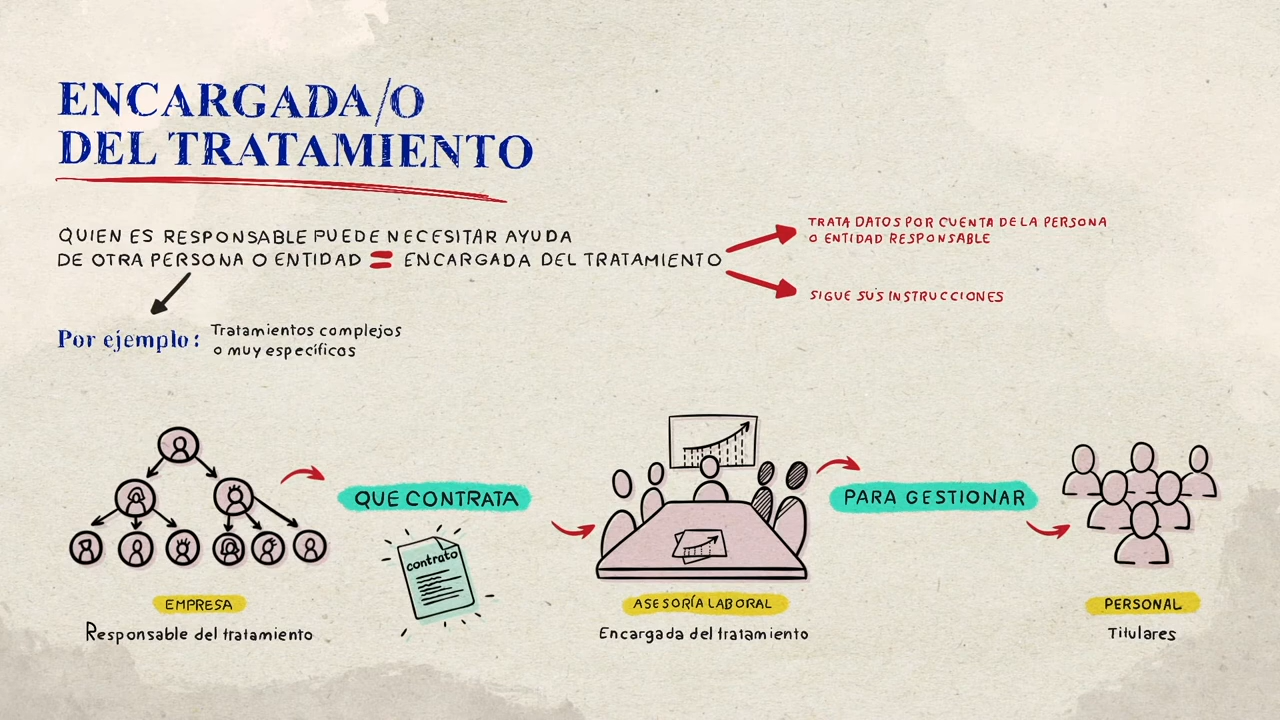 ENCARGADA/O
DEL TRATAMIENTO
QUIEN ES RESPONSABLE PUEDE NECESITAR AYUDA
DE OTRA PERSONA O ENTIDAD = ENCARGADA DEL TRATAMIENTO
TRATA DATOS POR CUENTA DE LA PERSONA
O ENTIDAD RESPONSABLE
SIGUE SUS INSTRUCCIONES
Por ejemplo:
Tratamientos complejos
o muy específicos
QUE CONTRATA
contrato
PARA GESTIONAR
EMPRESA
Responsable del tratamiento
ASESORÍA LABORAL
Encargada del tratamiento
PERSONAL
Titulares